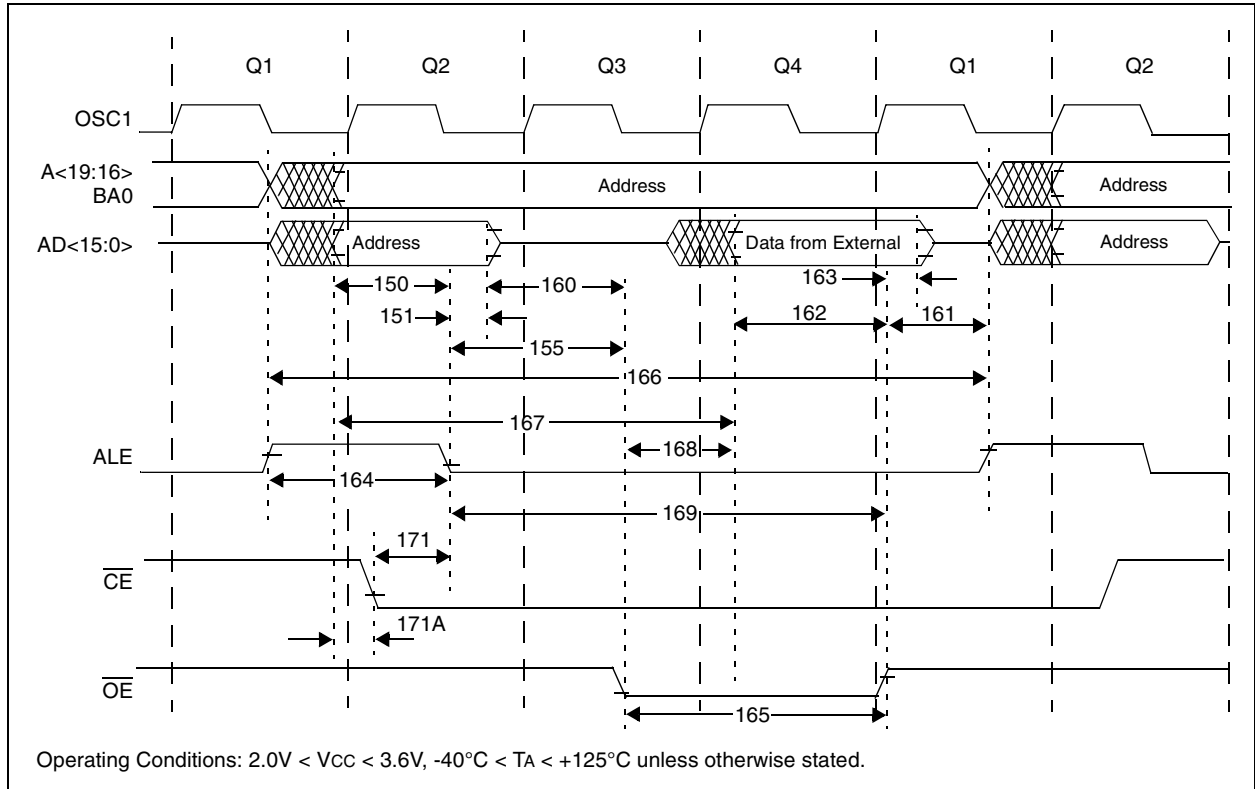 Q1 Q2 Q3 Q4 Q1 Q2
OSC1
A<19:16>
BA0
Address Address
AD<15:0>
Address Data from External Address
150 160 163
151 162 161
155
166
167
168
ALE
164
169
171
CE
171A
OE
165
Operating Conditions: 2.0V < VCC < 3.6V, -40°C < TA < +125°C unless otherwise stated.